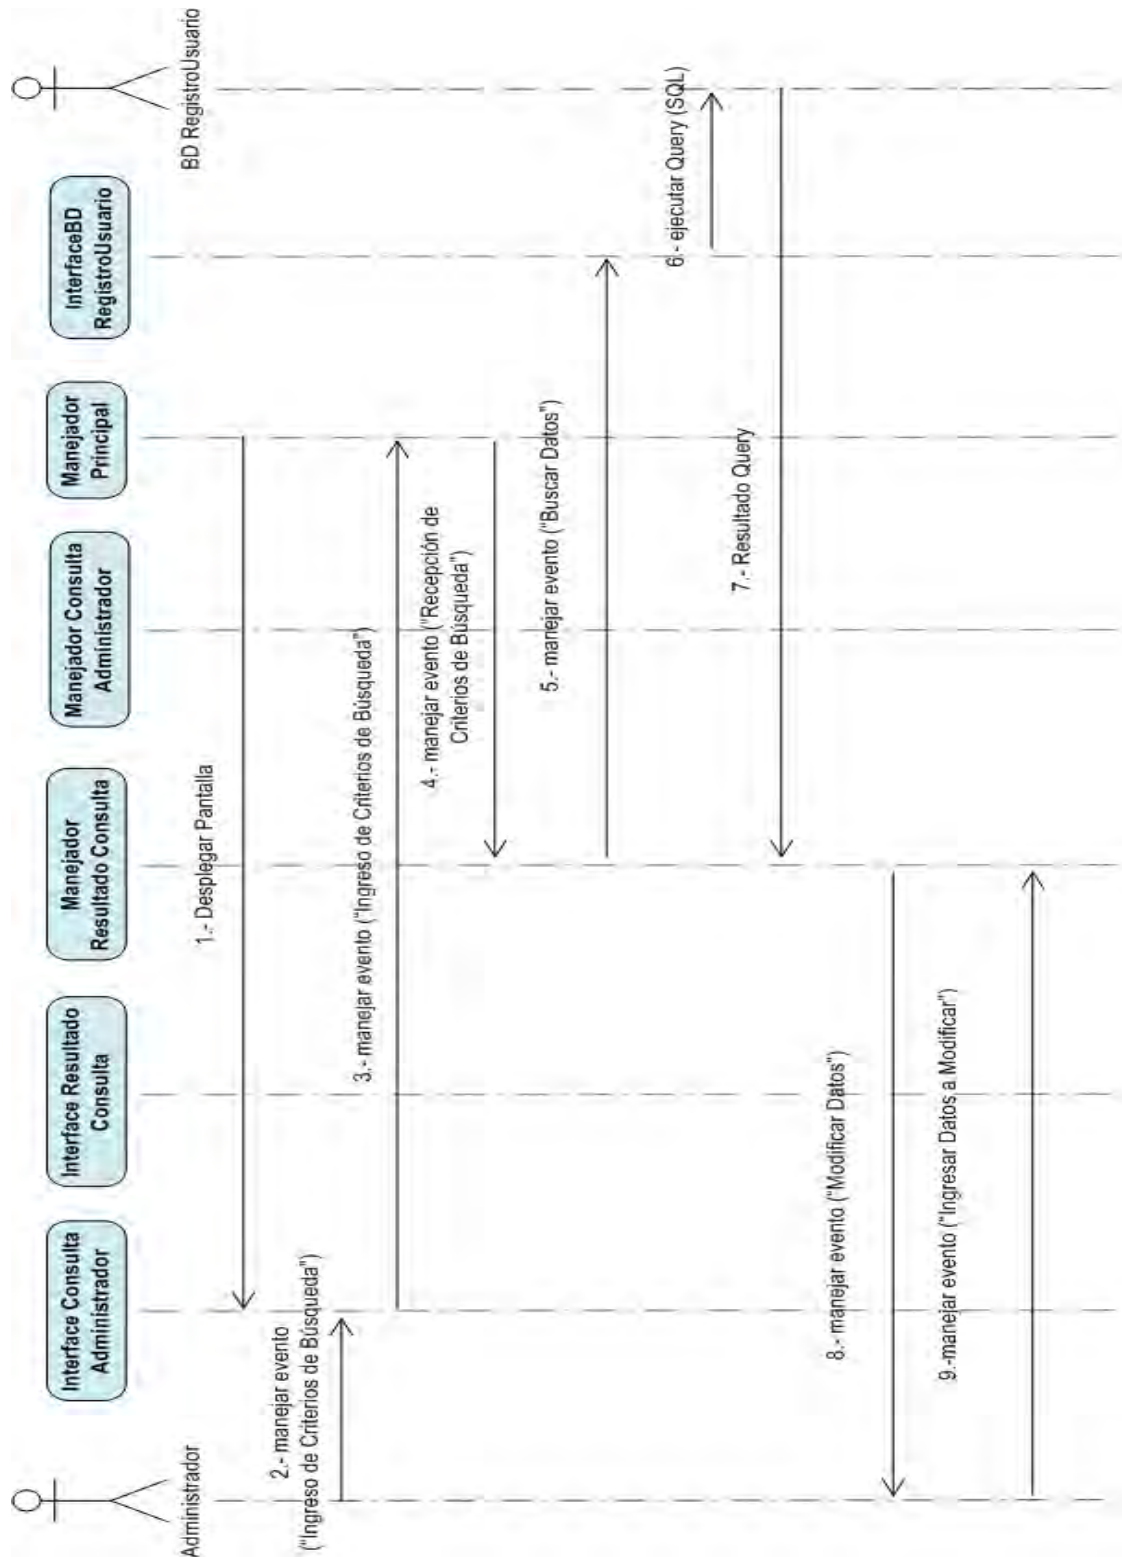 Administrador
Interface Consulta
Administrador
Interface Resultado
Consulta
Manejador
Resultado Consulta
Manejador Consulta
Administrador
Manejador
Principal
InterfaceBD
RegistroUsuario
BD RegistroUsuario
1.- Desplegar Pantalla
2.- manejar evento
("Ingreso de Criterios de Búsqueda")
3.- manejar evento ("Ingreso de Criterios de Búsqueda")
4.- manejar evento ("Recepción de
Criterios de Búsqueda")
5.- manejar evento ("Buscar Datos")
6.- ejecutar Query (SQL)
7.- Resultado Query
8.- manejar evento ("Modificar Datos")
9.-manejar evento ("Ingresar Datos a Modificar")